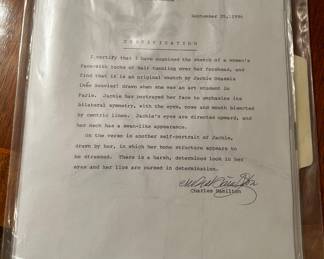 September 25, 1996
CERTIFICATION
I certify that I have examined the sketch of a woman's
face—with locks of hair tumbling over her forehead, and
find that it is an original sketch by Jackie Onassis
(née Bouvier) drawn when she was an art student in
Paris. Jackie has portrayed her face to emphasize its
bilateral symmetry, with the eyes, nose and mouth bisected
by centric lines. Jackie's eyes are directed upward, and
her neck has a swan-like appearance.
On the verso is another self-portrait of Jackie,
drawn by her, in which her bone structure appears to
be dreamed. There is a harsh, determined look in her
eyes and her lips are pursed in determination.
Charles Hamilton